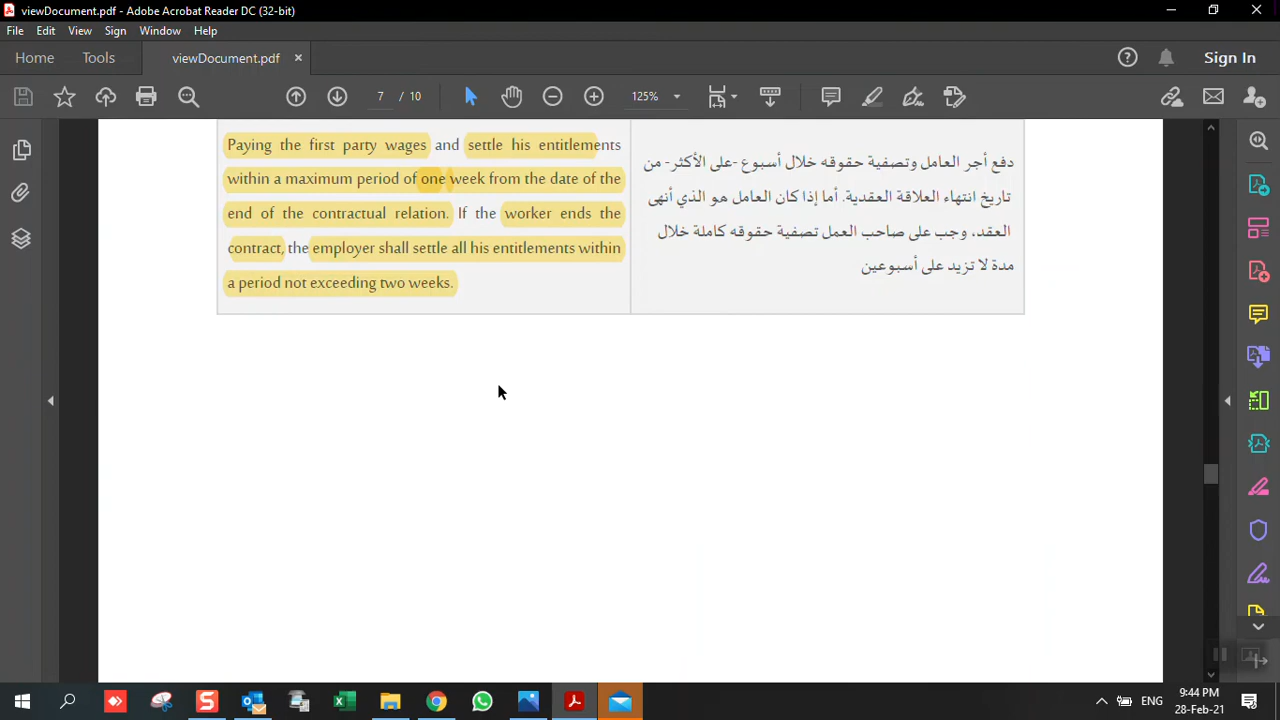 viewDocument.pdf - Adobe Acrobat Reader DC (32-bit)
File Edit View Sign Window Help
Home Tools viewDocument.pdf × Sign In
7 / 10 125%
Paying the first party wages and settle his entitlements
within a maximum period of one week from the date of the
end of the contractual relation. If the worker ends the
contract, the employer shall settle all his entitlements within
a period not exceeding two weeks.
دفع أجر العامل وتصفية حقوقه خلال أسبوع -على الأكثر- من
تاريخ انتهاء العلاقة العقدية. أما إذا كان العامل هو الذي أنهى
العقد، وجب على صاحب العمل تصفية حقوقه كاملة خلال
مدة لا تزيد على أسبوعين
ENG
9:44 PM
28-Feb-21